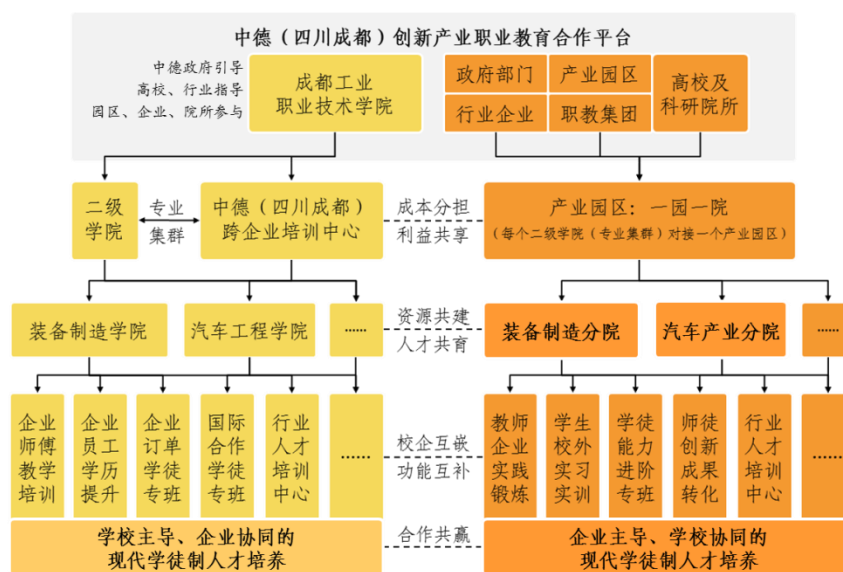 中德（四川成都）创新产业职业教育合作平台
中德政府引导
高校、行业指导
园区、企业、院所参与
成都工业
职业技术学院
政府部门
产业园区
行业企业
职教集团
高校及
科研院所
二级
学院
专业
集群
中德（四川成都）
跨企业培训中心
成本分担
利益共享
产业园区：一园一院
（每个二级学院（专业集群）对接一个产业园区）
装备制造学院
汽车工程学院
……
资源共建
人才共育
装备制造分院
汽车产业分院
……
企业
师傅
教学
培训
企业
员工
学历
提升
企业
订单
学徒
专班
国际
合作
学徒
专班
行业
人才
培训
中心
……
校企互嵌
功能互补
教师
企业
实践
锻炼
学生
校外
实习
实训
学徒
能力
进阶
专班
师徒
创新
成果
转化
行业
人才
培训
中心
……
学校主导、企业协同的
现代学徒制人才培养
合作共赢
企业主导、学校协同的
现代学徒制人才培养